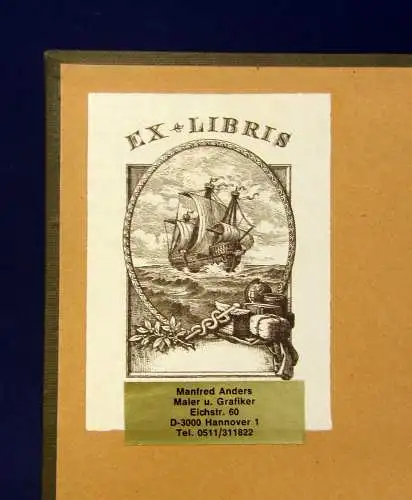 EX LIBRIS
Manfred Anders
Maler u. Grafiker
Eichstr. 60
D-3000 Hannover 1
Tel. 0511/311822